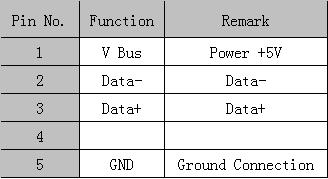 Pin No. Function Remark
1 V Bus Power +5V
2 Data- Data-
3 Data+ Data+
4
5 GND Ground Connection